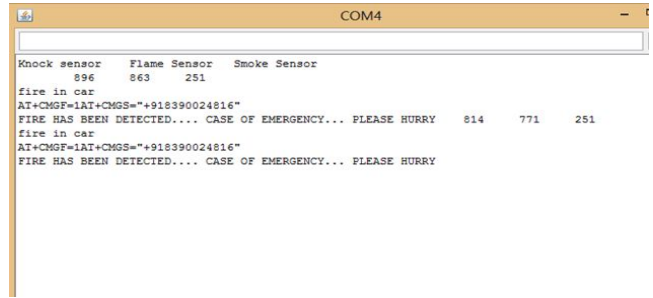 COM4
Knock sensor Flame Sensor Smoke Sensor
896 863 251
fire in car
AT+CMGF=1AT+CMGS="+918390024816"
FIRE HAS BEEN DETECTED.... CASE OF EMERGENCY... PLEASE HURRY 814 771 251
fire in car
AT+CMGF=1AT+CMGS="+918390024816"
FIRE HAS BEEN DETECTED.... CASE OF EMERGENCY... PLEASE HURRY